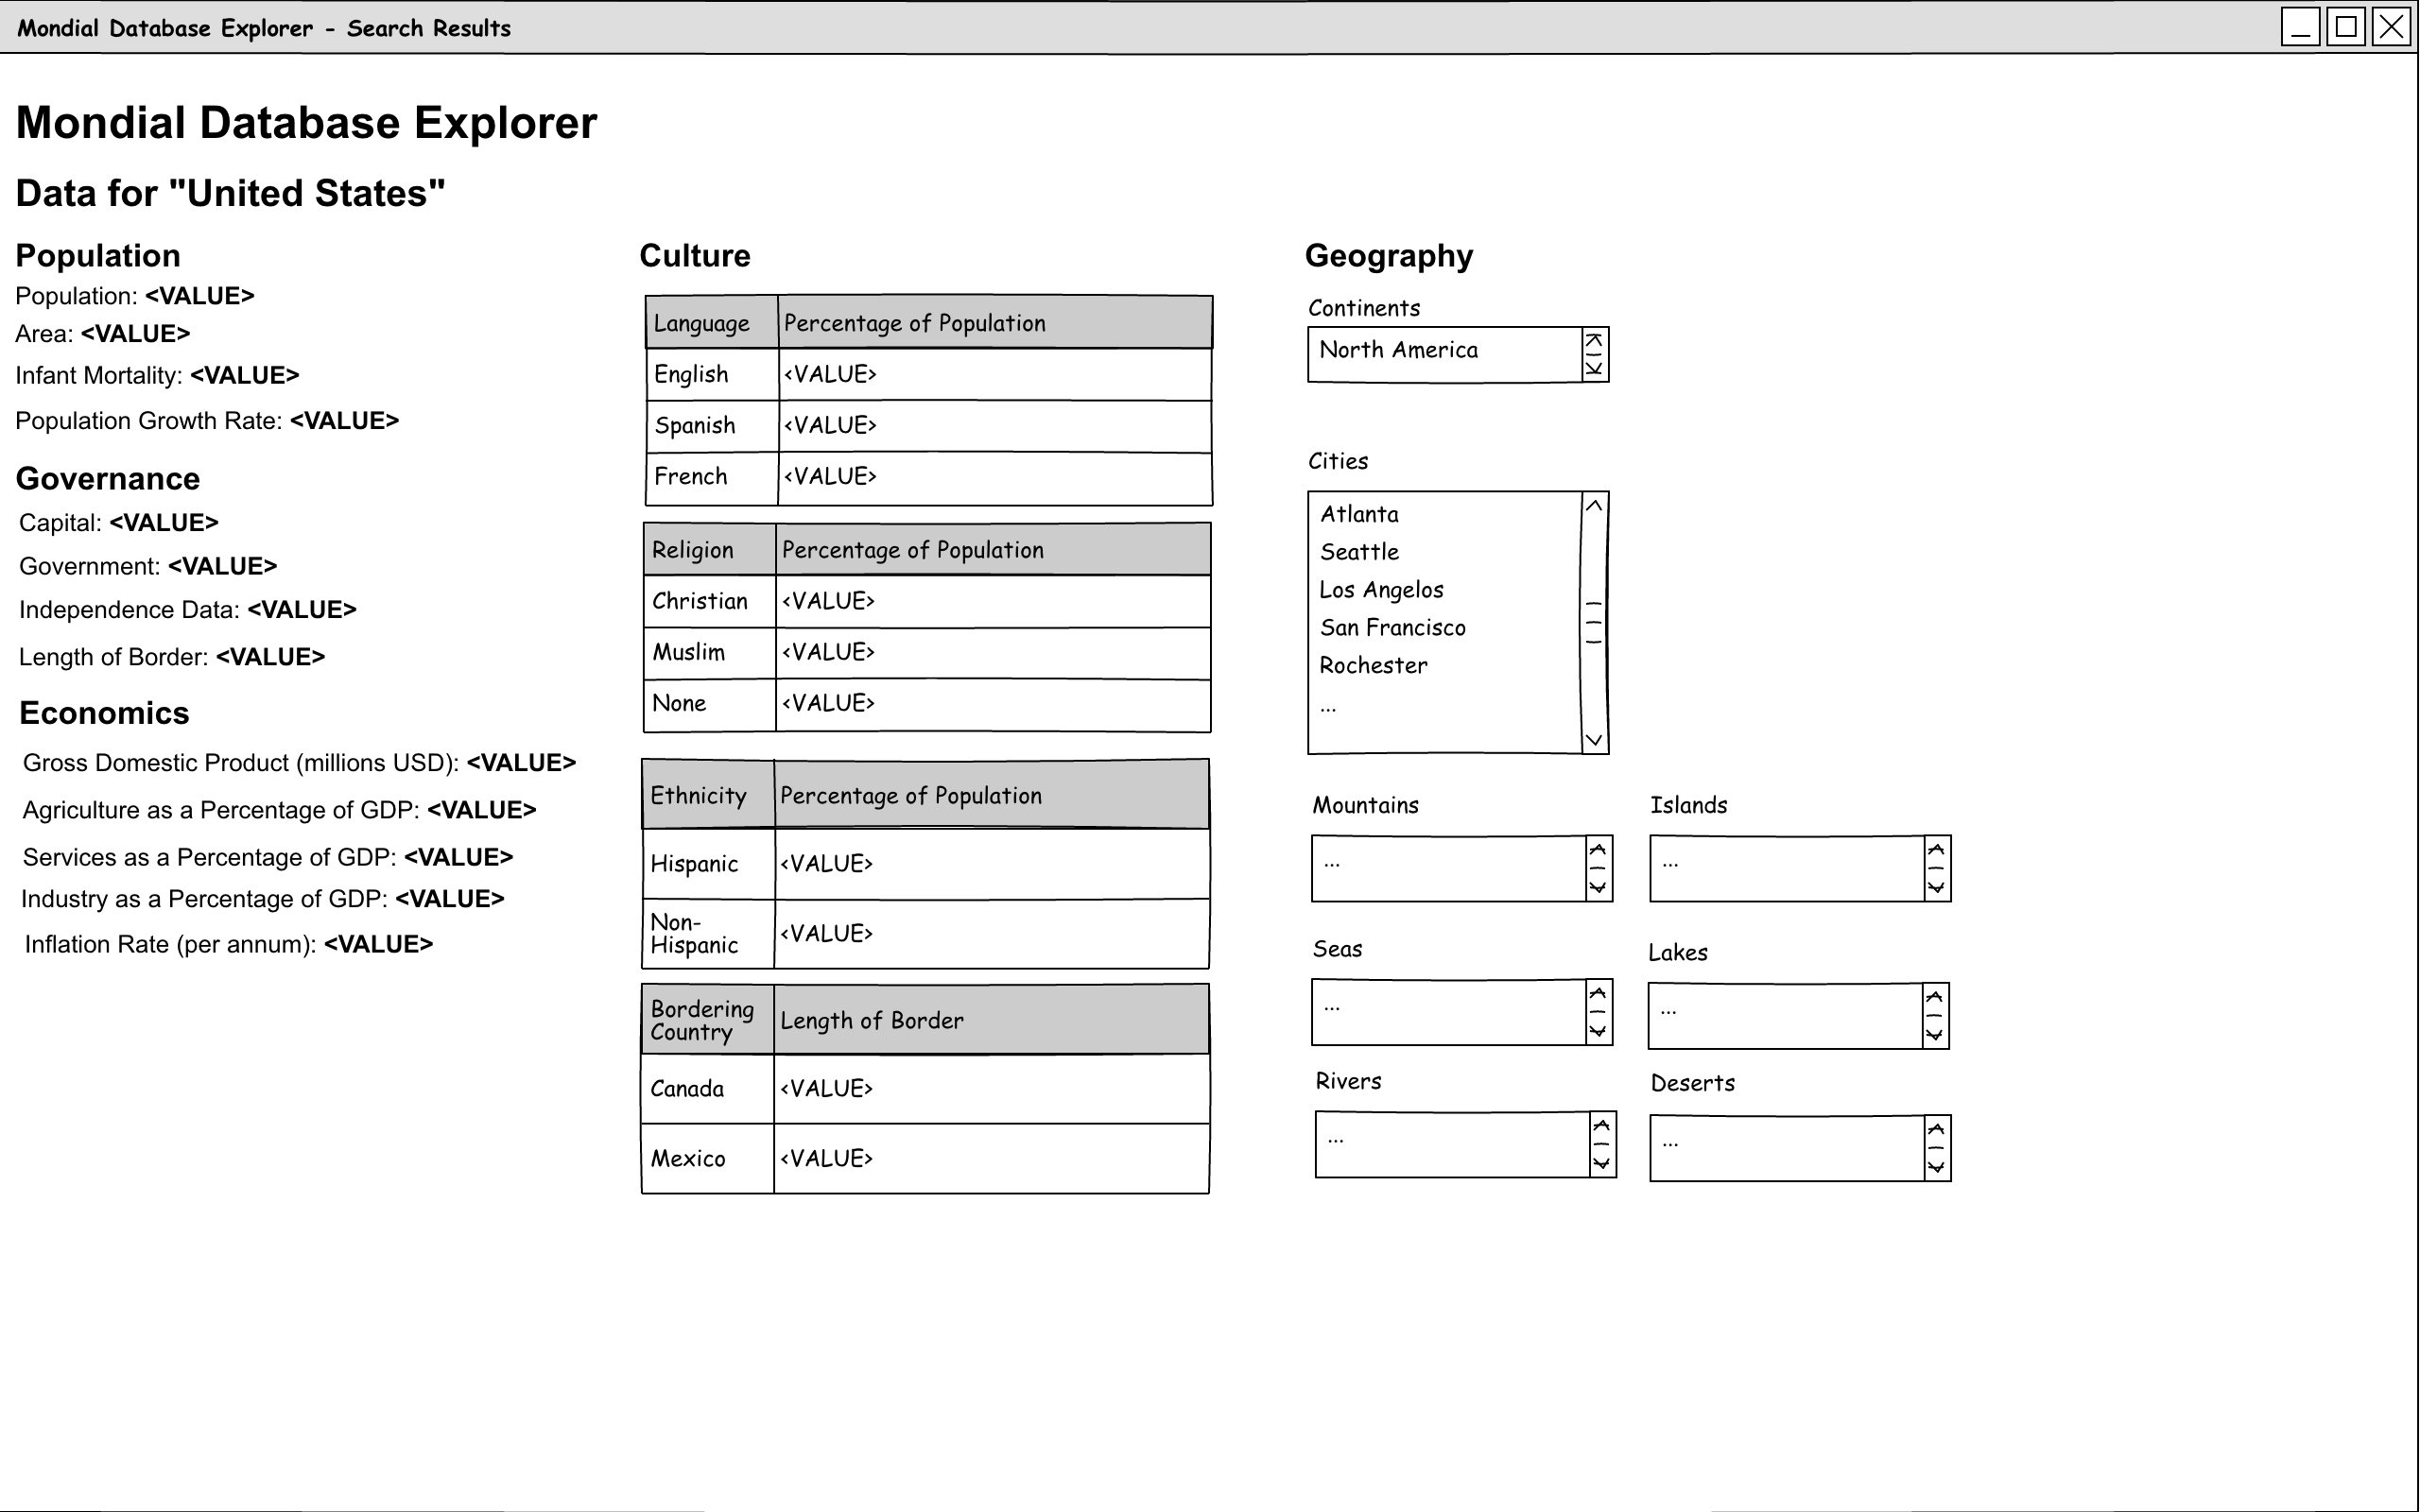 Mondial Database Explorer - Search Results
Mondial Database Explorer
Data for "United States"
Population
Population: <VALUE>
Area: <VALUE>
Infant Mortality: <VALUE>
Population Growth Rate: <VALUE>
Governance
Capital: <VALUE>
Government: <VALUE>
Independence Data: <VALUE>
Length of Border: <VALUE>
Economics
Gross Domestic Product (millions USD): <VALUE>
Agriculture as a Percentage of GDP: <VALUE>
Services as a Percentage of GDP: <VALUE>
Industry as a Percentage of GDP: <VALUE>
Inflation Rate (per annum): <VALUE>
Culture
Language Percentage of Population
English <VALUE>
Spanish <VALUE>
French <VALUE>
Religion Percentage of Population
Christian <VALUE>
Muslim <VALUE>
None <VALUE>
Ethnicity Percentage of Population
Hispanic <VALUE>
Non-
Hispanic <VALUE>
Bordering
Country Length of Border
Canada <VALUE>
Mexico <VALUE>
Geography
Continents
North America
Cities
Atlanta
Seattle
Los Angelos
San Francisco
Rochester
...
Mountains
...
Islands
...
Seas
...
Lakes
...
Rivers
...
Deserts
...